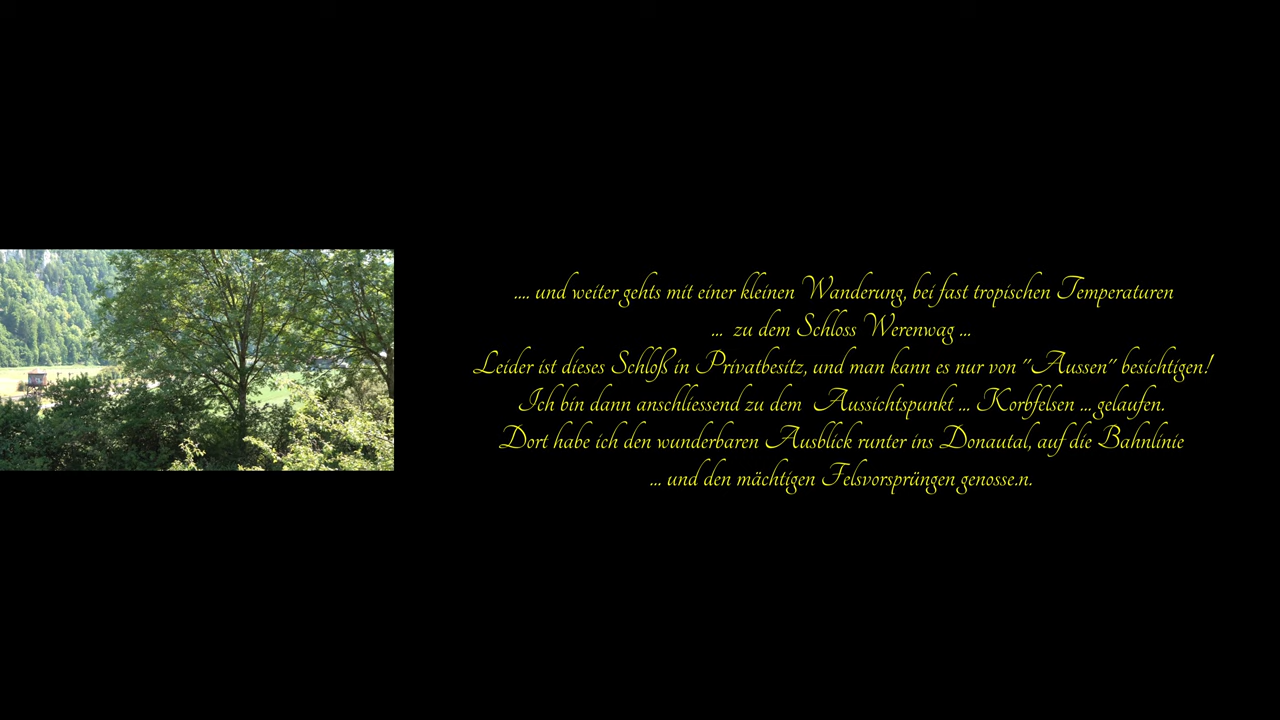 .... und weiter gehts mit einer kleinen Wanderung, bei fast tropischen Temperaturen
... zu dem Schloss Werenwag ...
Leider ist dieses Schloß in Privatbesitz, und man kann es nur von "Aussen" besichtigen!
Ich bin dann anschliessend zu dem Aussichtspunkt ... Korbfelsen ... gelaufen.
Dort habe ich den wunderbaren Ausblick runter ins Donautal, auf die Bahnlinie
... und den mächtigen Felsvorsprüngen genosse.n.